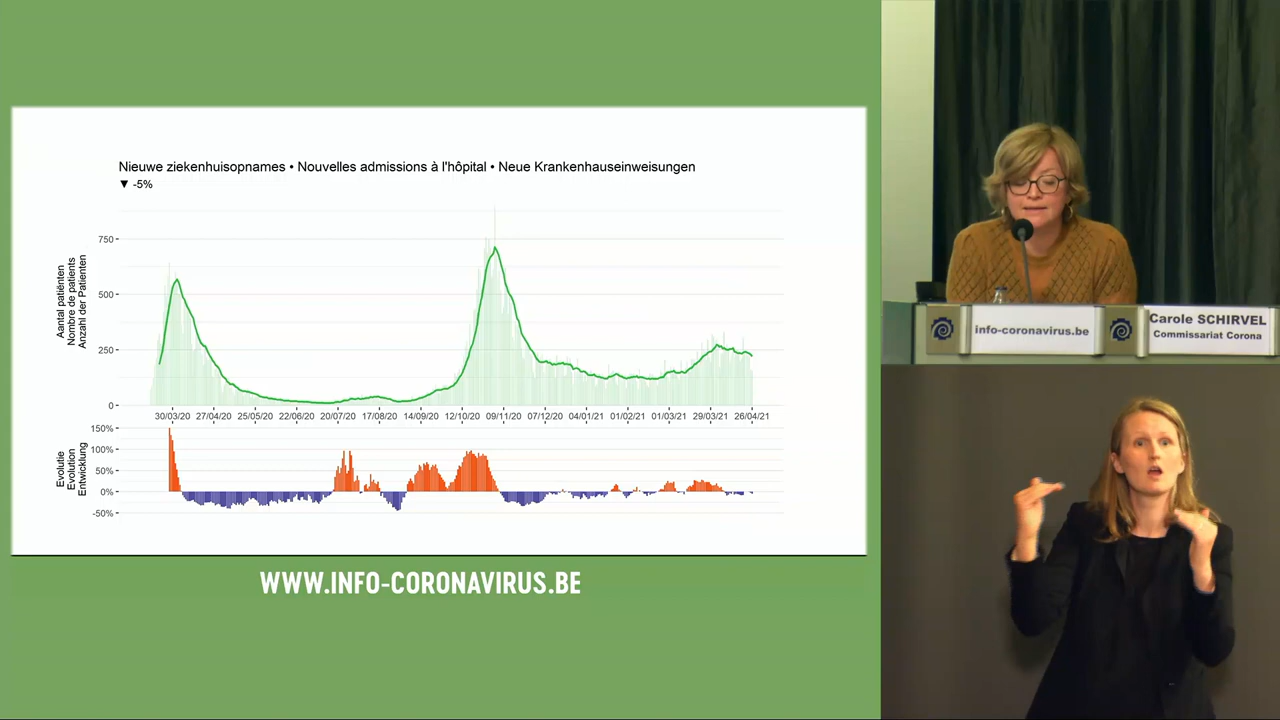 Nieuwe ziekenhuisopnames • Nouvelles admissions à l'hôpital • Neue Krankenhauseinweisungen
▼ -5%
Aantal patiënten
Nombre de patients
Anzahl der Patienten
750
500
250
0
30/03/20 27/04/20 25/05/20 22/06/20 20/07/20 17/08/20 14/09/20 12/10/20 09/11/20 07/12/20 04/01/21 01/02/21 01/03/21 29/03/21 26/04/21
Evolutie
Evolution
Entwicklung
150%
100%
50%
0%
-50%
WWW.INFO-CORONAVIRUS.BE
info-coronavirus.be
Carole SCHIRVEL
Commissariat Corona